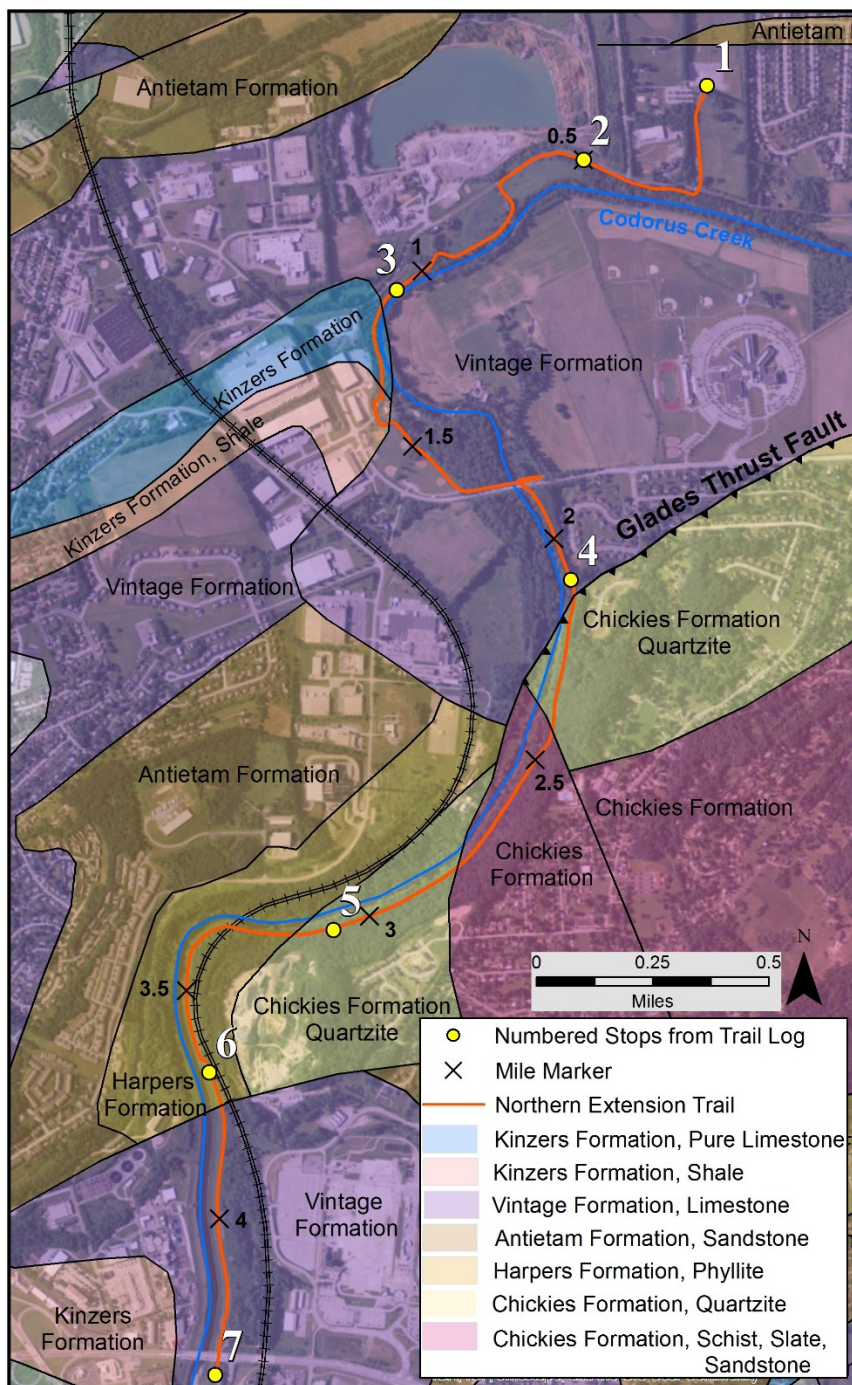 Antietam
1
Antietam Formation
0.5
2
Codorus Creek
1
3
Kinzers Formation
Vintage Formation
Kinzers Formation, Shale
1.5
Glades Thrust Fault
2
4
Vintage Formation
Chickies Formation
Quartzite
Antietam Formation
2.5
Chickies Formation
Chickies
Formation
5
3
N
0
0.25
0.5
Miles
3.5
Chickies Formation
Quartzite
6
Harpers
Formation
Vintage
Formation
4
Kinzers
Formation
7
Numbered Stops from Trail Log
Mile Marker
Northern Extension Trail
Kinzers Formation, Pure Limestone
Kinzers Formation, Shale
Vintage Formation, Limestone
Antietam Formation, Sandstone
Harpers Formation, Phyllite
Chickies Formation, Quartzite
Chickies Formation, Schist, Slate,
Sandstone